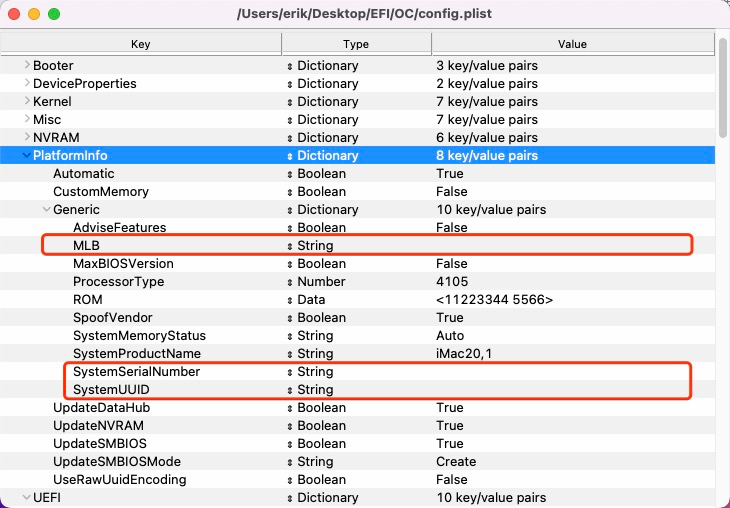 /Users/erik/Desktop/EFI/OC/config.plist
Key Type Value
Booter Dictionary 3 key/value pairs
DeviceProperties Dictionary 2 key/value pairs
Kernel Dictionary 7 key/value pairs
Misc Dictionary 7 key/value pairs
NVRAM Dictionary 6 key/value pairs
PlatformInfo Dictionary 8 key/value pairs
Automatic Boolean True
CustomMemory Boolean False
Generic Dictionary 10 key/value pairs
AdviseFeatures Boolean False
MLB String
MaxBIOSVersion Boolean False
ProcessorType Number 4105
ROM Data <11223344 5566>
SpoofVendor Boolean True
SystemMemoryStatus String Auto
SystemProductName String iMac20,1
SystemSerialNumber String
SystemUUID String
UpdateDataHub Boolean True
UpdateNVRAM Boolean True
UpdateSMBIOS Boolean True
UpdateSMBIOSMode String Create
UseRawUuidEncoding Boolean False
UEFI Dictionary 10 key/value pairs